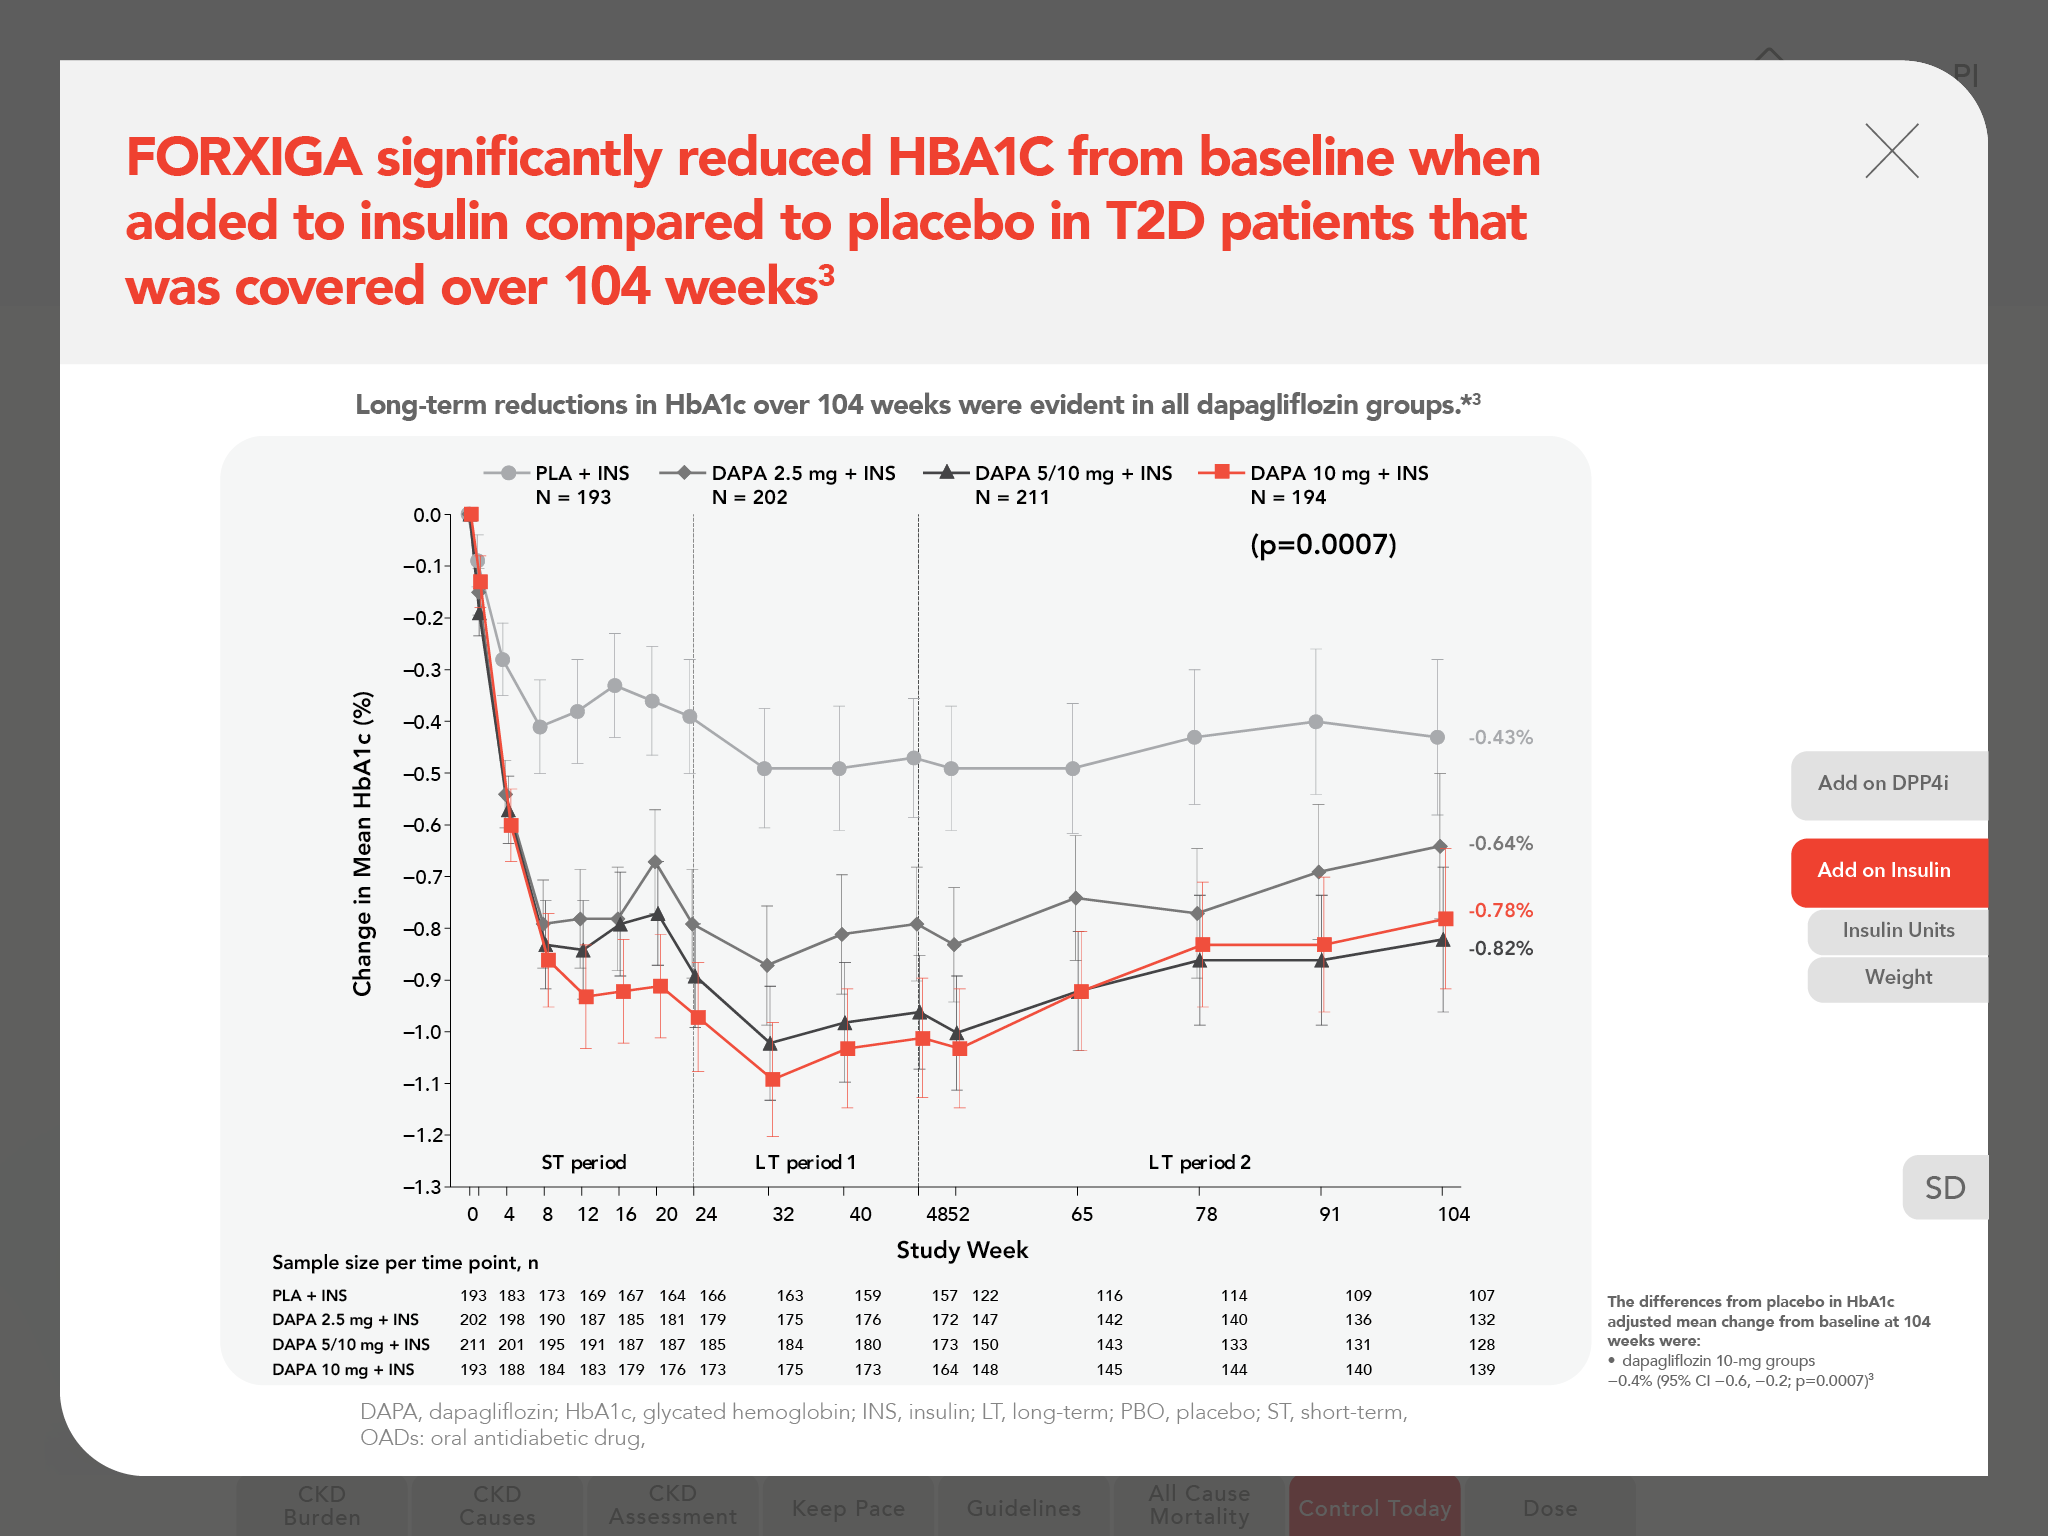 PI
FORXIGA significantly reduced HBA1C from baseline when
added to insulin compared to placebo in T2D patients that
was covered over 104 weeks³
Long-term reductions in HbA1c over 104 weeks were evident in all dapagliflozin groups.*³
PLA + INS
N = 193
DAPA 2.5 mg + INS
N = 202
DAPA 5/10 mg + INS
N = 211
DAPA 10 mg + INS
N = 194
(p=0.0007)
Change in Mean HbA1c (%)
0.0
−0.1
−0.2
−0.3
−0.4
−0.5
−0.6
−0.7
−0.8
−0.9
−1.0
−1.1
−1.2
−1.3
-0.43%
-0.64%
-0.78%
-0.82%
ST period
LT period 1
LT period 2
0 4 8 12 16 20 24 32 40 48 52 65 78 91 104
Study Week
Sample size per time point, n
PLA + INS 193 183 173 169 167 164 166 163 159 157 122 116 114 109 107
DAPA 2.5 mg + INS 202 198 190 187 185 181 179 175 176 172 147 142 140 136 132
DAPA 5/10 mg + INS 211 201 195 191 187 187 185 184 180 173 150 143 133 131 128
DAPA 10 mg + INS 193 188 184 183 179 176 173 175 173 164 148 145 144 140 139
DAPA, dapagliflozin; HbA1c, glycated hemoglobin; INS, insulin; LT, long-term; PBO, placebo; ST, short-term,
OADs: oral antidiabetic drug,
Add on DPP4i
Add on Insulin
Insulin Units
Weight
SD
The differences from placebo in HbA1c
adjusted mean change from baseline at 104
weeks were:
• dapagliflozin 10-mg groups
−0.4% (95% CI −0.6, −0.2; p=0.0007)³
CKD
Burden
CKD
Causes
CKD
Assessment
Keep Pace
Guidelines
All Cause
Mortality
Control Today
Dose